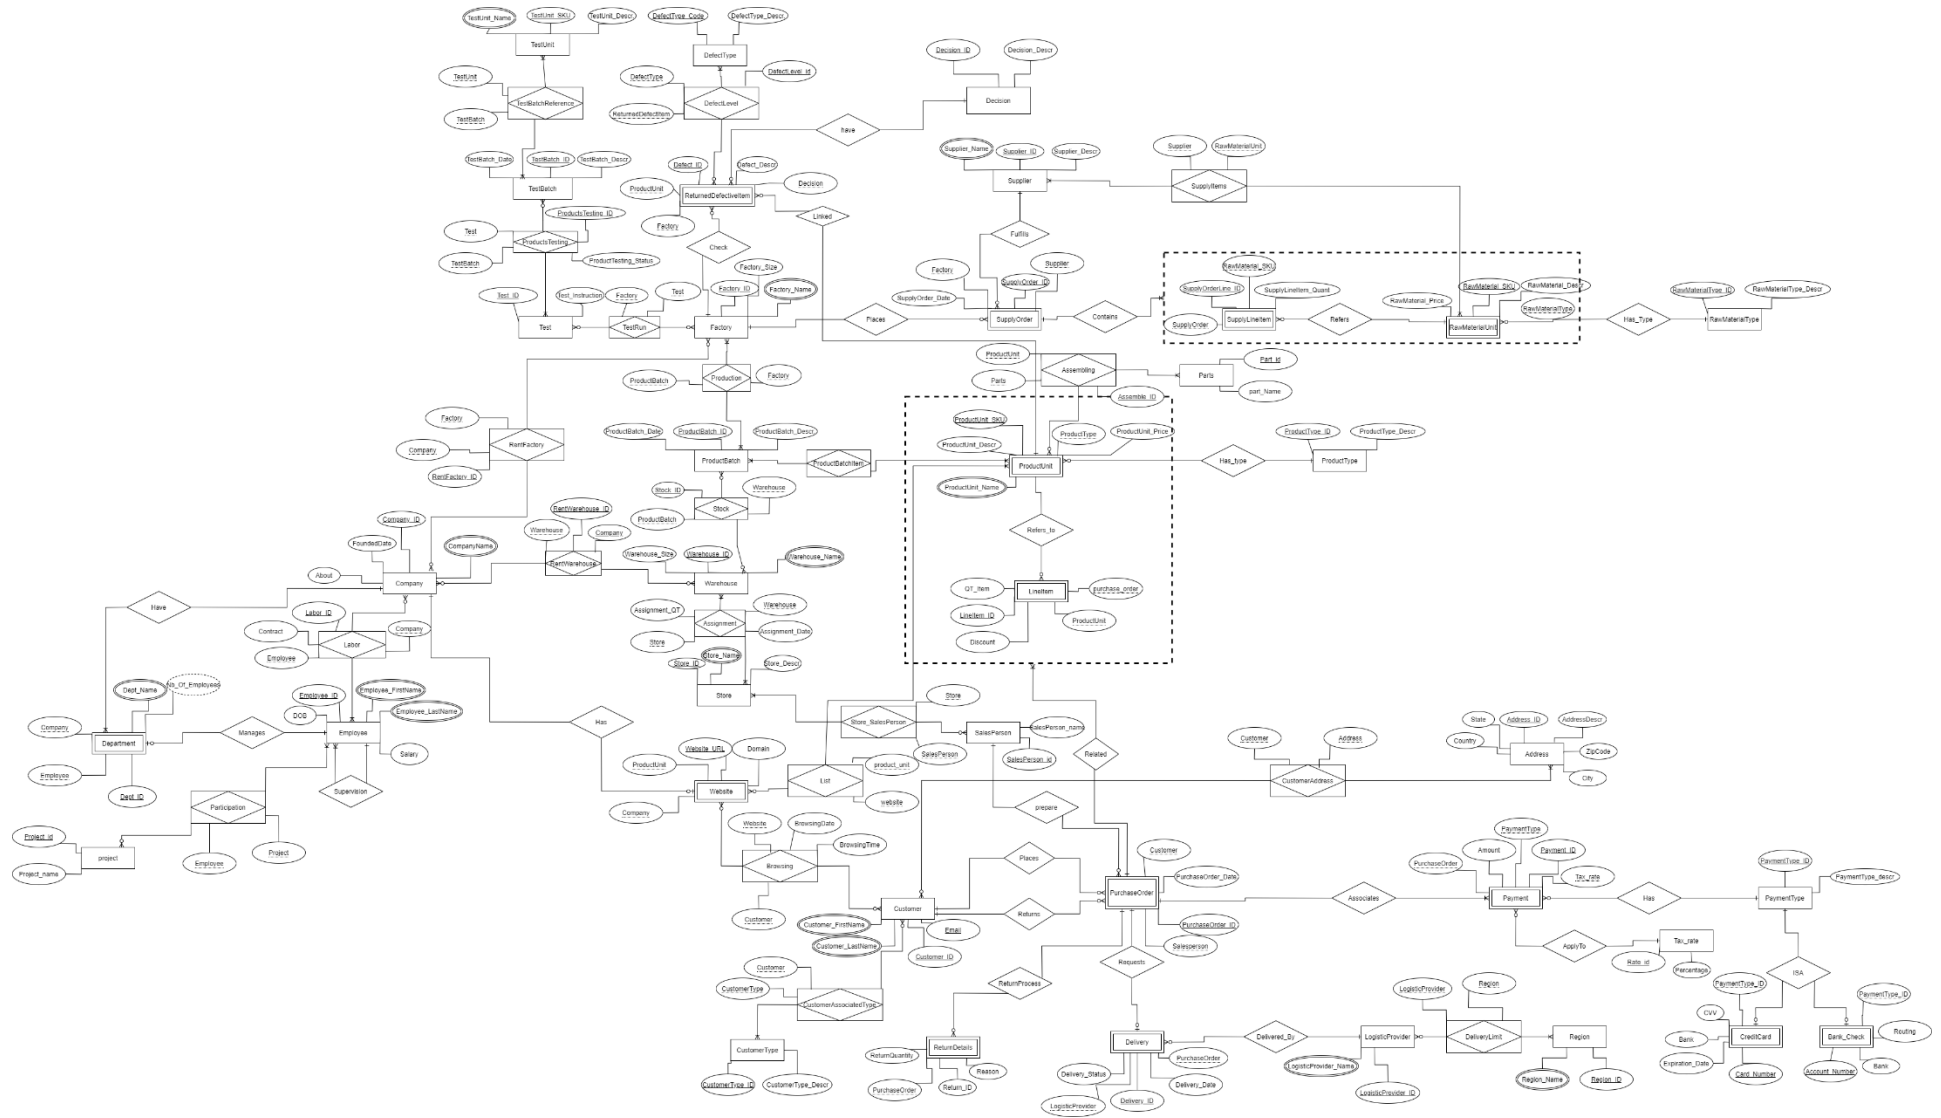 TestUnit_Name
TestUnit_SKU
TestUnit_Descr
TestUnit
DefectType_Code
DefectType_Descr
DefectType
Decision_ID
Decision_Descr
Decision
TestUnit
TestBatchReference
TestBatch
DefectType
DefectLevel_id
DefectLevel
ReturnedDefectItem
have
Supplier_Name
Supplier_ID
Supplier_Descr
Supplier
Supplier
RawMaterialUnit
SupplyItems
TestBatch_Date
TestBatch_ID
TestBatch_Descr
TestBatch
Defect_ID
Defect_Descr
ProductUnit
ReturnedDefectiveItem
Decision
Factory
Linked
Check
Fulfills
ProductsTesting_ID
Test
ProductsTesting
TestBatch
ProductTesting_Status
Factory_Size
Factory_ID
Factory_Name
Factory
Supplier
SupplyOrder_ID
SupplyOrder_Date
SupplyOrder
RawMaterial_SKU
SupplyOrderLine_ID
SupplyLineItem_Quant
SupplyLineItem
SupplyOrder
Refers
RawMaterial_Price
RawMaterial_SKU
RawMaterial_Descr
RawMaterialType
RawMaterialUnit
Has_Type
RawMaterialType_ID
RawMaterialType_Descr
RawMaterialType
Test_ID
Test_Instruction
Factory
Test
Test
TestRun
Factory
Places
Contains
ProductBatch
Production
Factory
ProductUnit
Parts
Assembling
Assemble_ID
Parts
Part_id
part_Name
Factory
Company
RentFactory
RentFactory_ID
ProductBatch_Date
ProductBatch_ID
ProductBatch_Descr
ProductBatch
ProductBatchItem
ProductUnit_SKU
ProductUnit_Descr
ProductType
ProductUnit_Price
ProductUnit
ProductUnit_Name
Has_type
ProductType_ID
ProductType_Descr
ProductType
Stock_ID
Warehouse
Stock
ProductBatch
Refers_to
Company_ID
FoundedDate
CompanyName
About
Company
RentWarehouse_ID
Warehouse
Company
RentWarehouse
Warehouse_Size
Warehouse_ID
Warehouse_Name
Warehouse
QT_Item
LineItem
purchase_order
LineItem_ID
ProductUnit
Discount
Have
Labor_ID
Contract
Company
Labor
Employee
Assignment_QT
Warehouse
Assignment
Assignment_Date
Store
Store_Name
Store_ID
Store_Descr
Store
Dept_Name
Nb_Of_Employees
Company
Department
Employee
Dept_ID
Manages
Employee_ID
Employee_FirstName
Employee_LastName
DOB
Employee
Salary
Supervision
Has
Store
Store_SalesPerson
SalesPerson
SalesPerson
SalesPerson_name
SalesPerson_id
Related
Customer
Address
CustomerAddress
State
Address_ID
AddressDescr
Country
Address
ZipCode
City
Website_URL
Domain
ProductUnit
Website
Company
product_unit
List
website
prepare
Participation
Employee
Project
Project_id
project
Project_name
Website
BrowsingDate
BrowsingTime
Browsing
Customer
Places
Returns
Customer
Customer_FirstName
Customer_LastName
Email
Customer_ID
Customer
PurchaseOrder_Date
PurchaseOrder
PurchaseOrder_ID
Salesperson
Associates
PaymentType
Amount
Payment_ID
PurchaseOrder
Tax_rate
Payment
Has
PaymentType_ID
PaymentType_descr
PaymentType
ApplyTo
Tax_rate
Rate_id
Percentage
ISA
Customer
CustomerType
CustomerAssociatedType
CustomerType
CustomerType_ID
CustomerType_Descr
ReturnProcess
Requests
ReturnQuantity
ReturnDetails
Reason
PurchaseOrder
Return_ID
Delivery
Delivery_Status
PurchaseOrder
Delivery_Date
LogisticProvider
Delivery_ID
Delivered_By
LogisticProvider
LogisticProvider_Name
LogisticProvider_ID
LogisticProvider
Region
DeliveryLimit
Region
Region_Name
Region_ID
PaymentType_ID
CVV
Bank
CreditCard
Expiration_Date
Card_Number
PaymentType_ID
Routing
Bank_Check
Account_Number
Bank